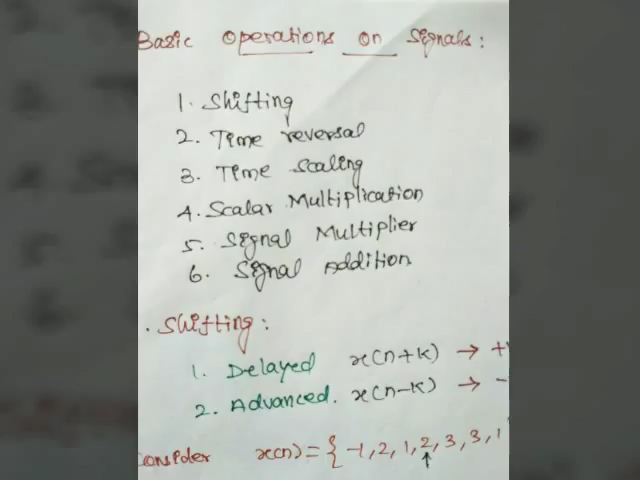 Basic Operations on Signals:
1. Shifting
2. Time reversal
3. Time Scaling
4. Scalar Multiplication
5. Signal Multiplier
6. Signal Addition
. Shifting:
1. Delayed x(n+k) → +
2. Advanced. x(n-k) → -
Consider x(n) = { -1, 2, 1, 2, 3, 3, 1
↑